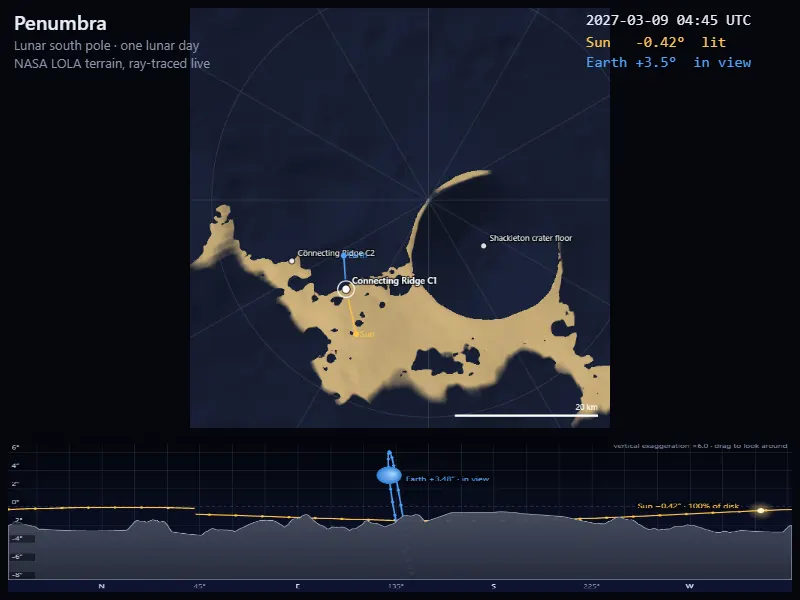 Penumbra
Lunar south pole · one lunar day
NASA LOLA terrain, ray-traced live
2027-03-09 04:45 UTC
Sun -0.42° lit
Earth +3.5° in view
Shackleton crater floor
Connecting Ridge C2
Connecting Ridge C1
Sun
20 km
vertical exaggeration ×6.0 · drag to look around
6°
4°
2°
0°
-2°
-4°
-6°
-8°
Earth +3.48° · in view
Sun -0.42° · 100% of disk
N
45°
E
135°
S
225°
W